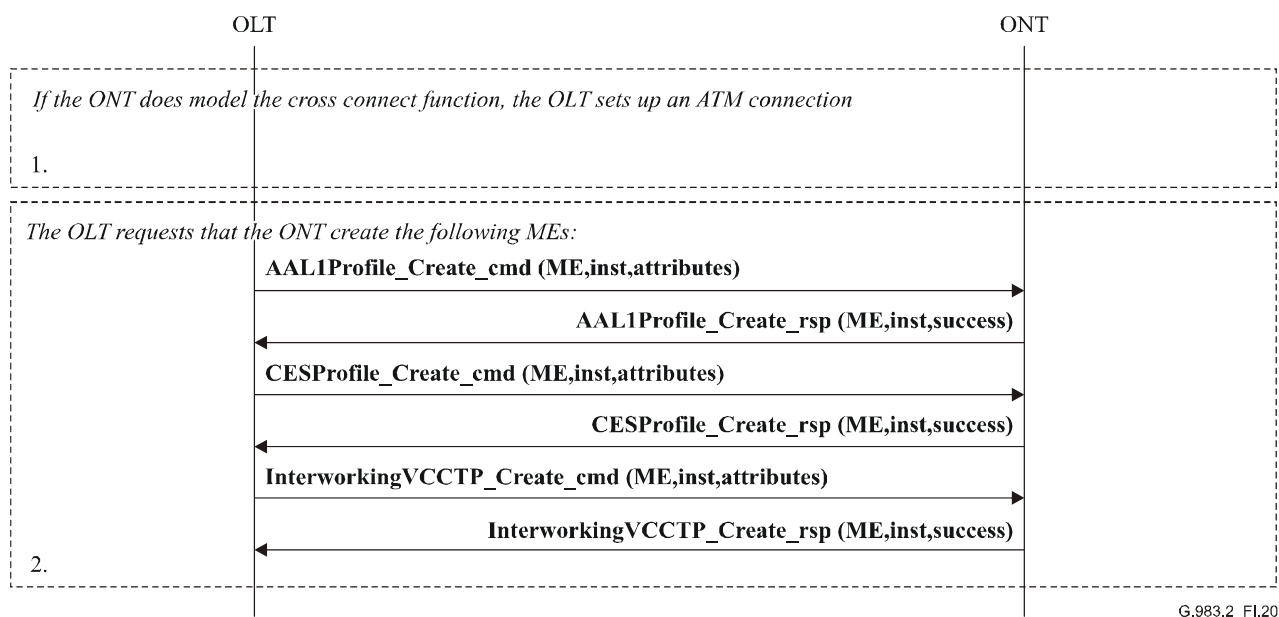 OLT ONT
If the ONT does model the cross connect function, the OLT sets up an ATM connection
1.
The OLT requests that the ONT create the following MEs:
AAL1Profile_Create_cmd (ME,inst,attributes)
AAL1Profile_Create_rsp (ME,inst,success)
CESProfile_Create_cmd (ME,inst,attributes)
CESProfile_Create_rsp (ME,inst,success)
InterworkingVCCTP_Create_cmd (ME,inst,attributes)
InterworkingVCCTP_Create_rsp (ME,inst,success)
2.
G.983.2_FI.20